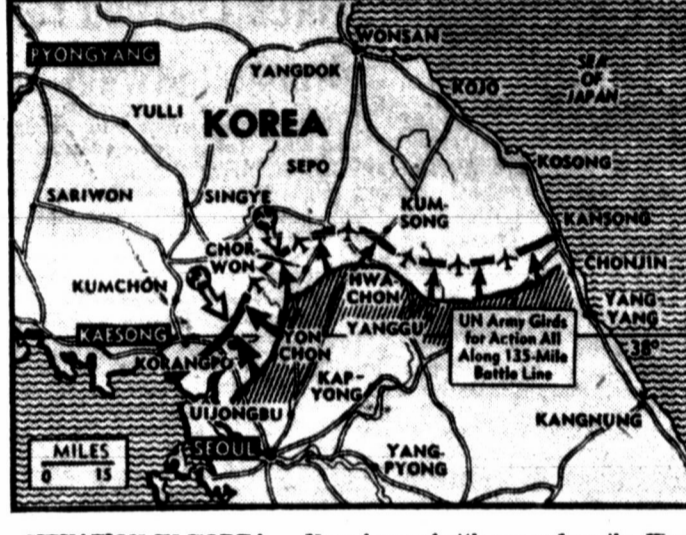 WONSAN
PYONGYANG
YANGDOK
SEA
OF
JAPAN
KOJO
YULLI
KOREA
SEPO
KOSONG
SARIWON
SINGYE
KUM-
SONG
KANSONG
CHOR-
WON
CHONJIN
KUMCHON
HWA-
CHON
YANG-
YANG
KAESONG
YON-
CHON
YANGGU
UN Army Girds
for Action All
Along 135-Mile
Battle Line
38°
KORANGPO
KAP-
YONG
UIJONGBU
KANGNUNG
SEOUL
YANG-
PYONG
MILES
0 15